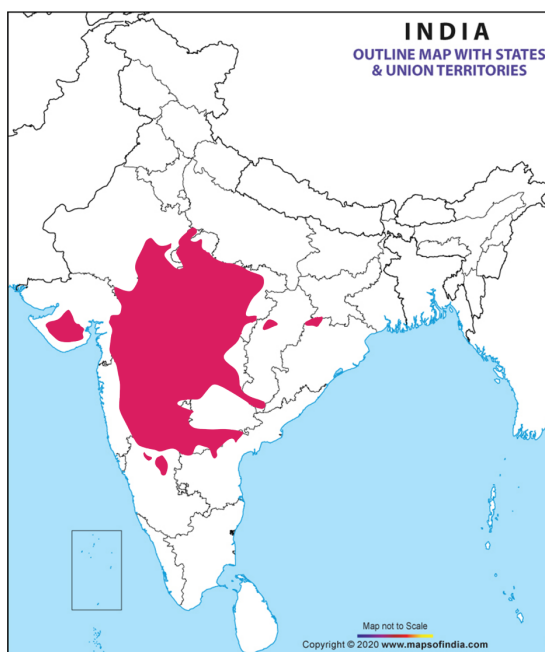 INDIA
OUTLINE MAP WITH STATES
& UNION TERRITORIES
Map not to Scale
Copyright © 2020 www.mapsofindia.com